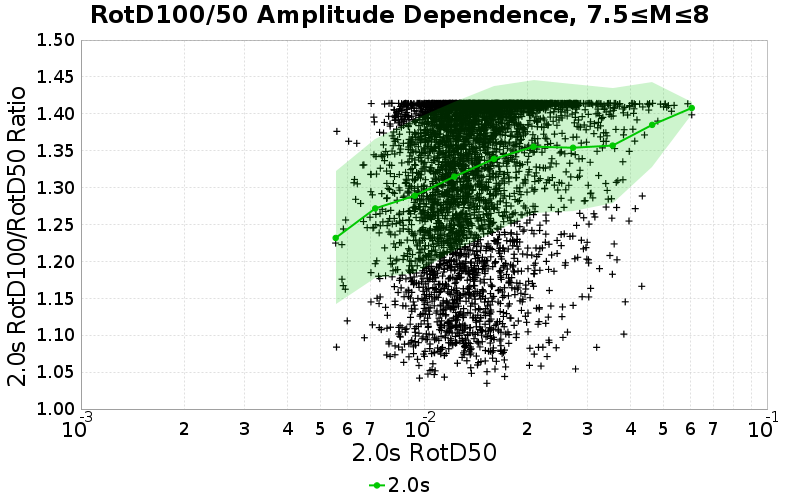 RotD100/50 Amplitude Dependence, 7.5≤M≤8
2.0s RotD100/RotD50 Ratio
1.50
1.45
1.40
1.35
1.30
1.25
1.20
1.15
1.10
1.05
1.00
10-3 2 3 4 5 6 7 10-2 2 3 4 5 6 7 10-1
2.0s RotD50
2.0s